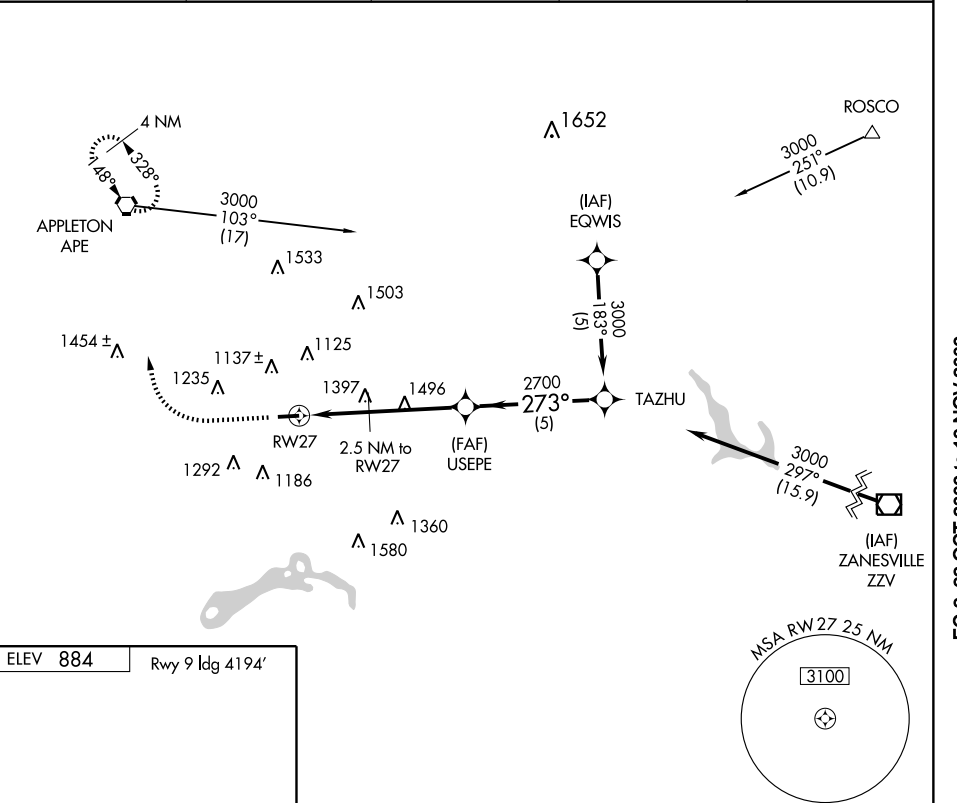 4 NM
328°
148°
APPLETON
APE
3000
103°
(17)
1652
ROSCO
3000
251°
(10.9)
(IAF)
EQWIS
3000
183°
(5)
1533
1503
1454 ±
1137 ±
1125
1235
1397
1496
2700
273°
(5)
TAZHU
RW27
2.5 NM to
RW27
(FAF)
USEPE
1292
1186
3000
297°
(15.9)
1360
1580
(IAF)
ZANESVILLE
ZZV
ELEV 884
Rwy 9 ldg 4194'
MSA RW 27 25 NM
3100